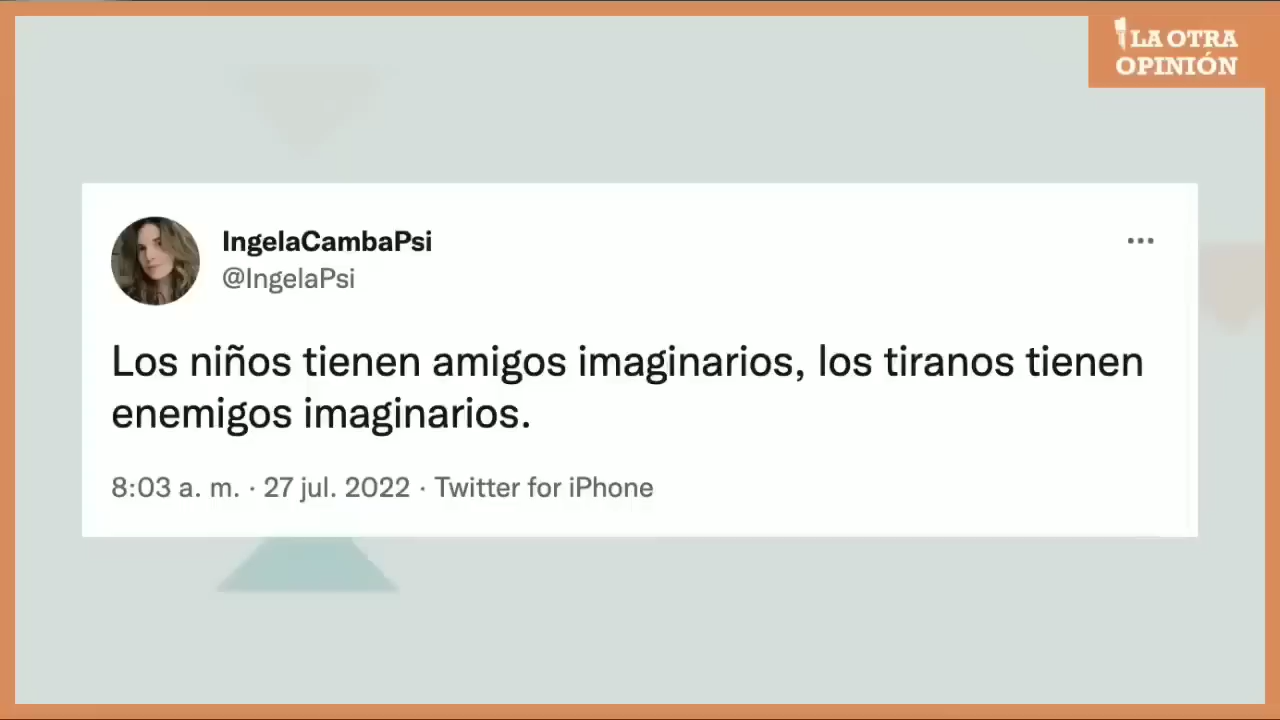 LA OTRA
OPINIÓN
IngelaCambaPsi
@IngelaPsi
Los niños tienen amigos imaginarios, los tiranos tienen
enemigos imaginarios.
8:03 a. m. · 27 jul. 2022 · Twitter for iPhone